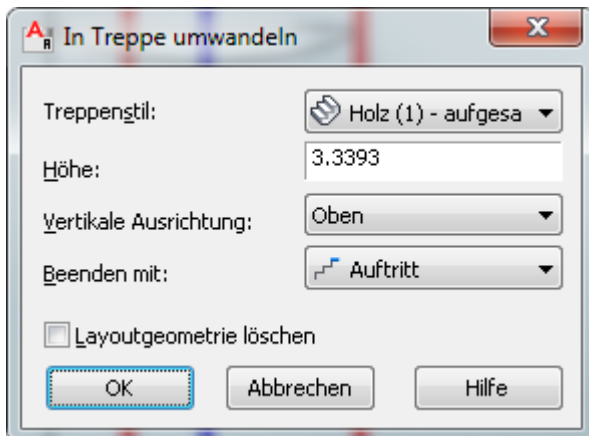 In Treppe umwandeln
Treppenstil: Holz (1) - aufgesa
Höhe: 3.3393
Vertikale Ausrichtung: Oben
Beenden mit: Auftritt
Layoutgeometrie löschen
OK Abbrechen Hilfe